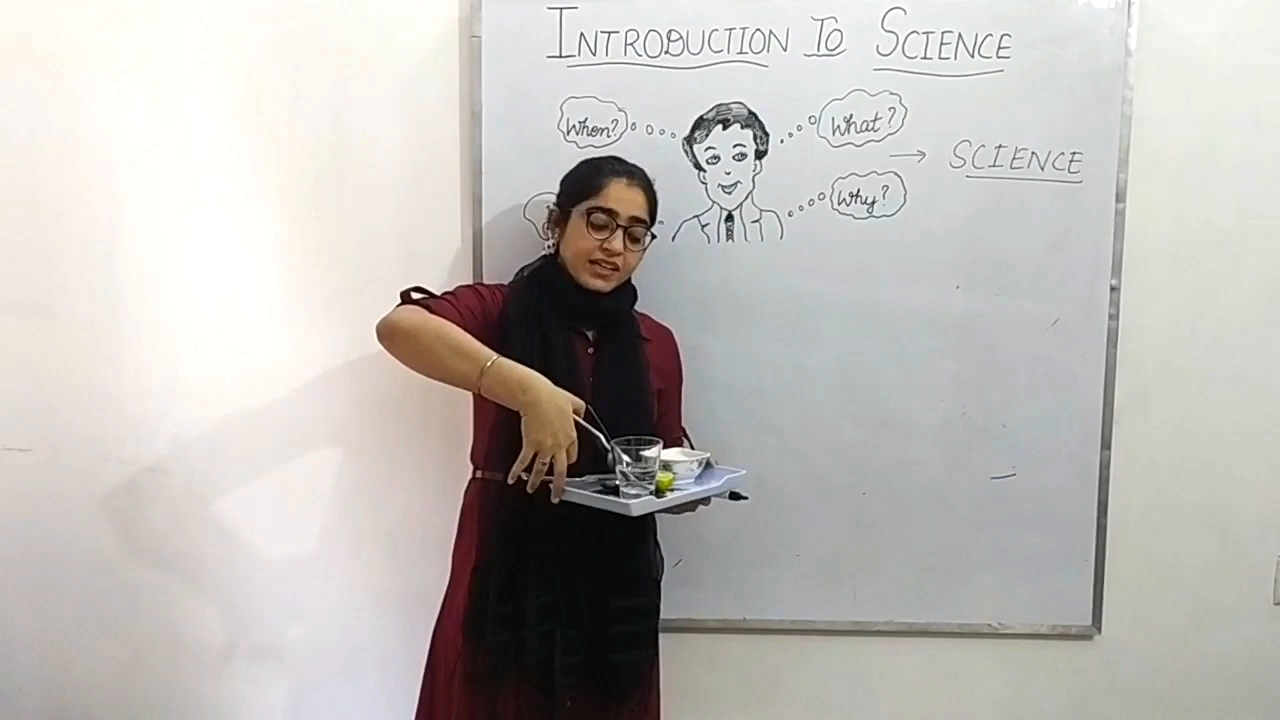 INTRODUCTION TO SCIENCE
When?
What?
→ SCIENCE
Why?